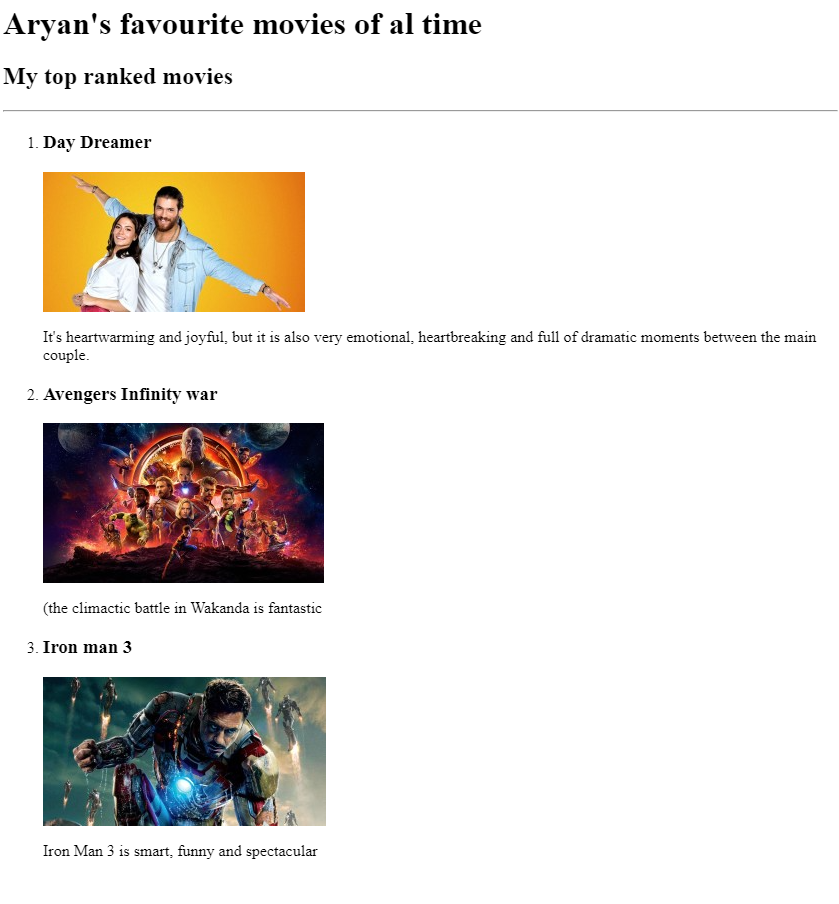 Aryan's favourite movies of al time
My top ranked movies
1. Day Dreamer
It's heartwarming and joyful, but it is also very emotional, heartbreaking and full of dramatic moments between the main
couple.
2. Avengers Infinity war
(the climactic battle in Wakanda is fantastic
3. Iron man 3
Iron Man 3 is smart, funny and spectacular